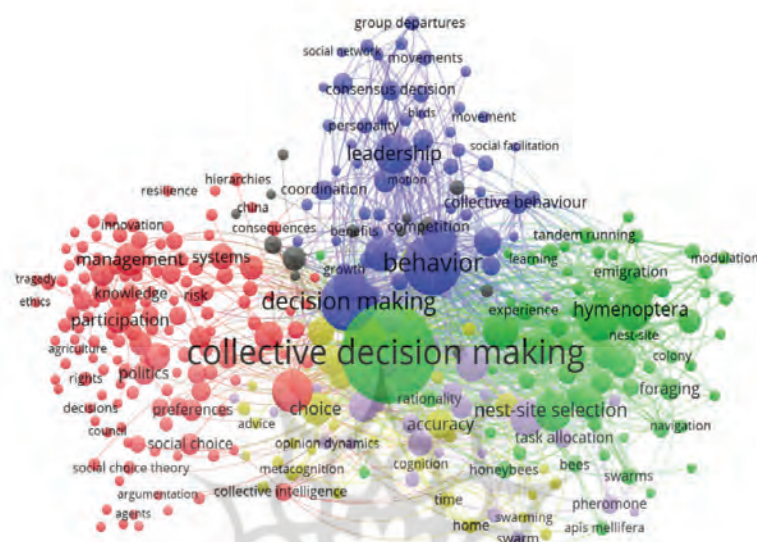 group departures
social network
movements
consensus decision
birds
personality
movement
leadership
social facilitation
motion
hierarchies
resilience
coordination
collective behaviour
china
innovation
consequences
benefits
competition
tandem running
management
systems
behavior
learning
modulation
growth
emigration
tragedy
knowledge
risk
decision making
experience
hymenoptera
ethics
participation
nest-site
agriculture
collective decision making
colony
politics
rights
rationality
foraging
decisions
preferences
choice
nest-site selection
council
advice
accuracy
navigation
social choice
opinion dynamics
task allocation
social choice theory
metacognition
cognition
honeybees
bees
swarms
argumentation
collective intelligence
time
pheromone
agents
home
swarming
apis mellifera
swarm